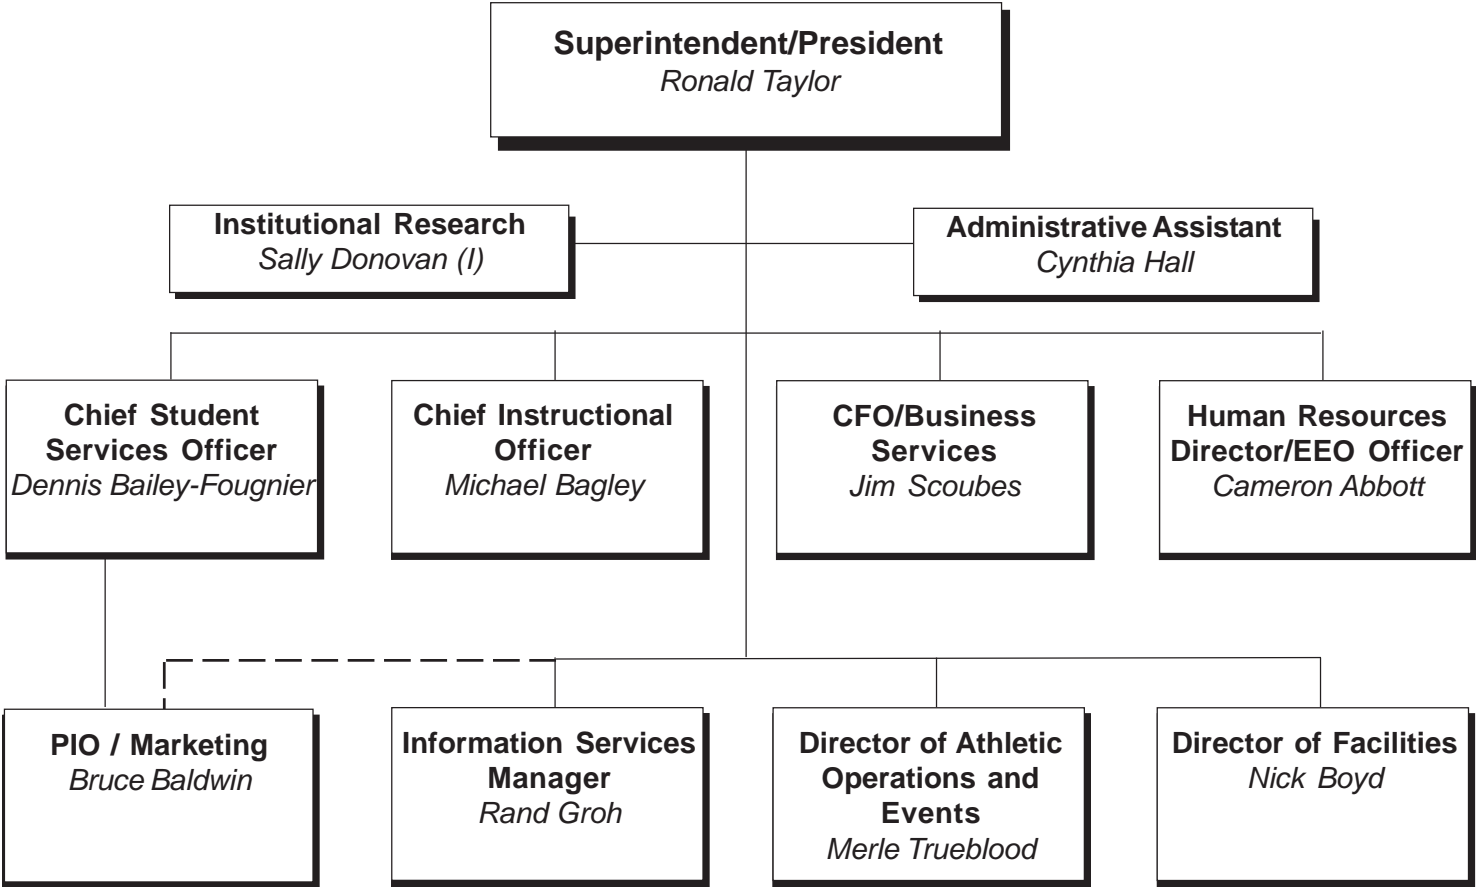 Superintendent/President
Ronald Taylor
Institutional Research
Sally Donovan (I)
Administrative Assistant
Cynthia Hall
Chief Student
Services Officer
Dennis Bailey-Fougnier
Chief Instructional
Officer
Michael Bagley
CFO/Business
Services
Jim Scoubes
Human Resources
Director/EEO Officer
Cameron Abbott
PIO / Marketing
Bruce Baldwin
Information Services
Manager
Rand Groh
Director of Athletic
Operations and
Events
Merle Trueblood
Director of Facilities
Nick Boyd